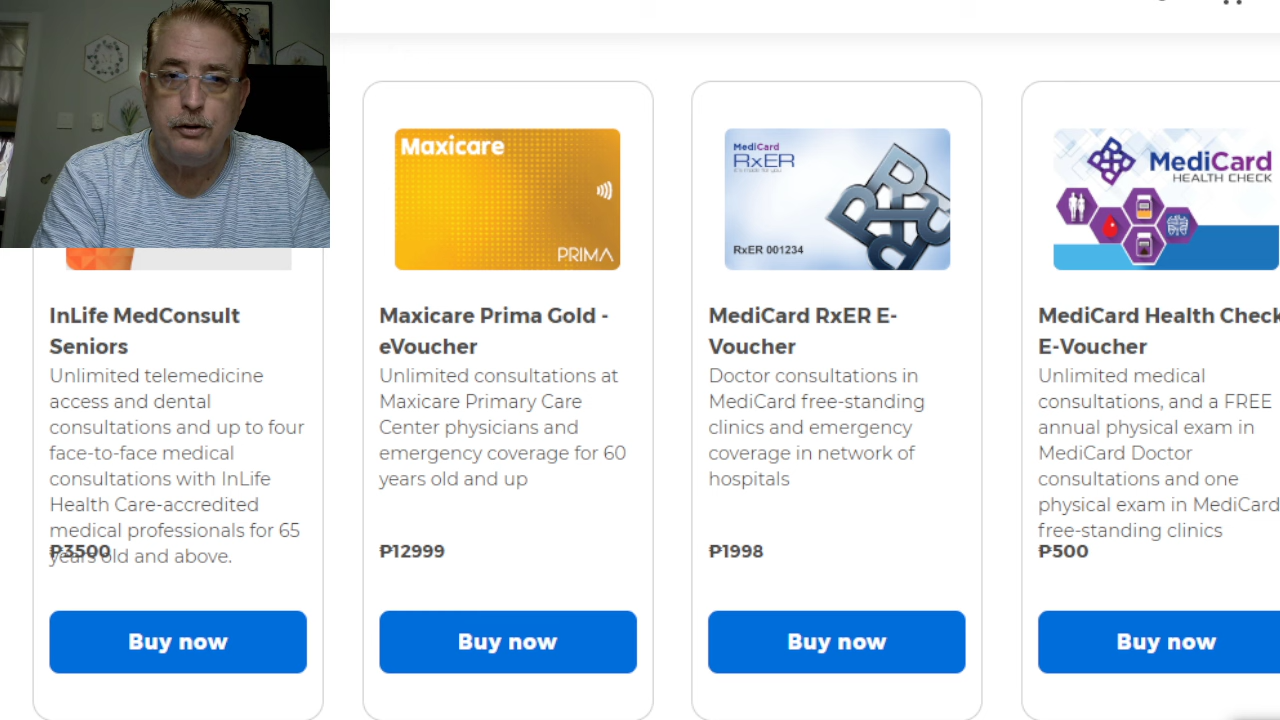 Maxicare
PRIMA
MediCard
RxER
RxER 001234
MediCard
HEALTH CHECK
InLife MedConsult
Seniors
Unlimited telemedicine
access and dental
consultations and up to four
face-to-face medical
consultations with InLife
Health Care-accredited
medical professionals for 65
years old and above.
₱3500
Buy now
Maxicare Prima Gold -
eVoucher
Unlimited consultations at
Maxicare Primary Care
Center physicians and
emergency coverage for 60
years old and up
₱12999
Buy now
MediCard RxER E-
Voucher
Doctor consultations in
MediCard free-standing
clinics and emergency
coverage in network of
hospitals
₱1998
Buy now
MediCard Health Check
E-Voucher
Unlimited medical
consultations, and a FREE
annual physical exam in
MediCard Doctor
consultations and one
physical exam in MediCard
free-standing clinics
₱500
Buy now